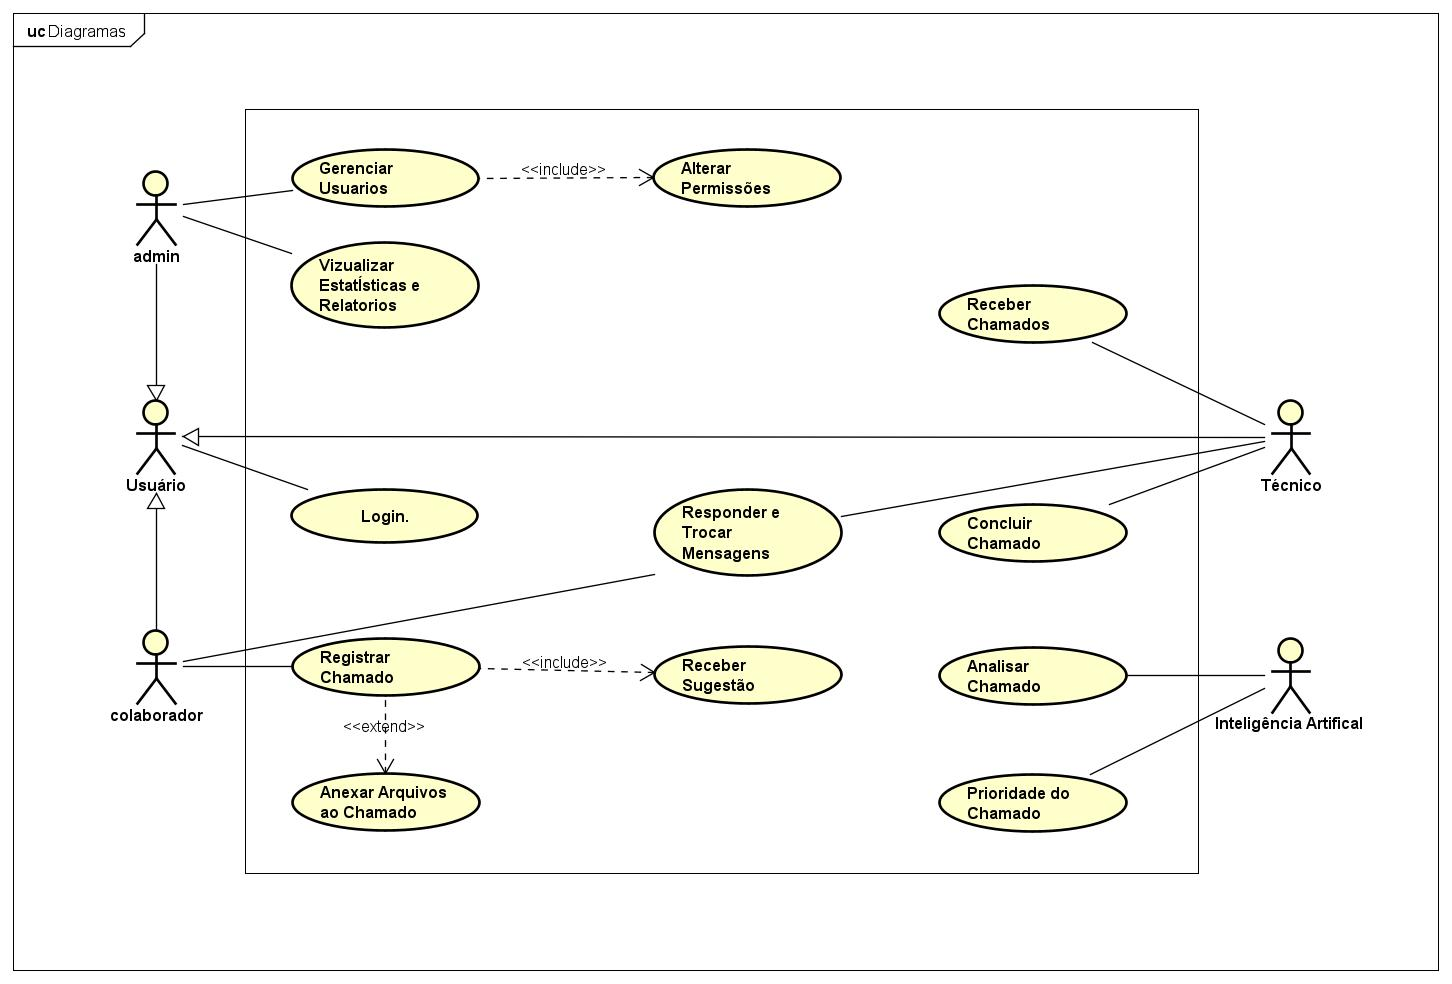 uc Diagramas
Gerenciar
Usuarios
<<include>>
Alterar
Permissões
admin
Vizualizar
EstatÍsticas e
Relatorios
Receber
Chamados
Usuário
Login.
Responder e
Trocar
Mensagens
Concluir
Chamado
Técnico
colaborador
Registrar
Chamado
<<include>>
Receber
Sugestão
Analisar
Chamado
Inteligência Artifical
<<extend>>
Anexar Arquivos
ao Chamado
Prioridade do
Chamado